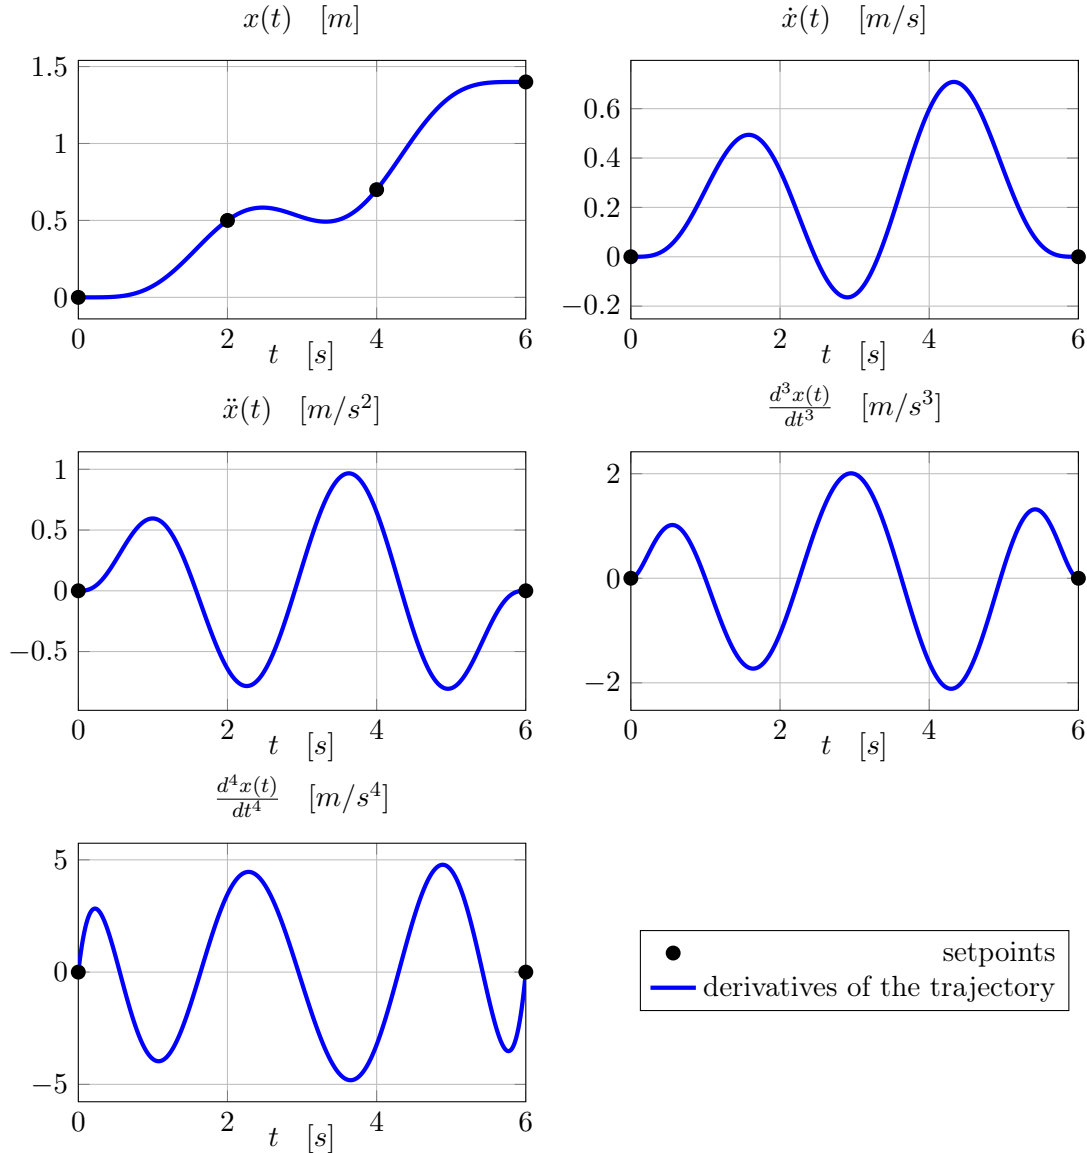 x(t) [m]
1.5
1
0.5
0
0 2 4 6
t [s]
ẋ(t) [m/s]
0.6
0.4
0.2
0
−0.2
0 2 4 6
t [s]
ẍ(t) [m/s²]
1
0.5
0
−0.5
0 2 4 6
t [s]
d³x(t)/dt³ [m/s³]
2
0
−2
0 2 4 6
t [s]
d⁴x(t)/dt⁴ [m/s⁴]
5
0
−5
0 2 4 6
t [s]
setpoints
derivatives of the trajectory